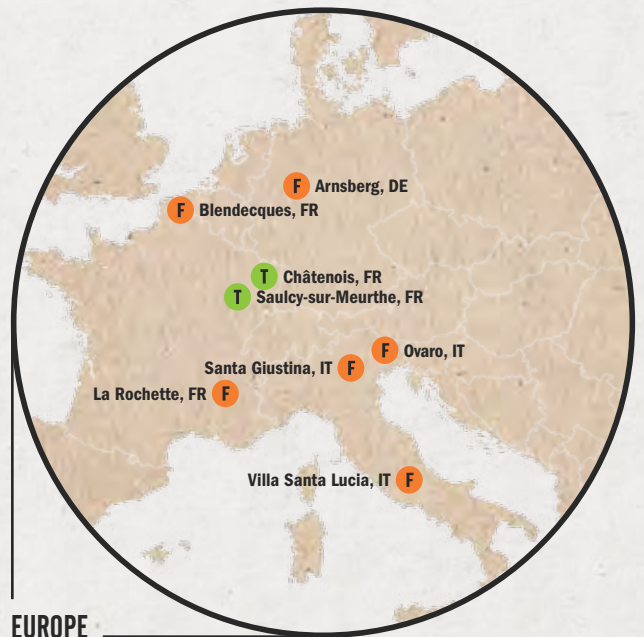 F Arnsberg, DE
F Blendecques, FR
T Châtenois, FR
T Saulcy-sur-Meurthe, FR
F Ovaro, IT
Santa Giustina, IT F
La Rochette, FR F
Villa Santa Lucia, IT F
EUROPE